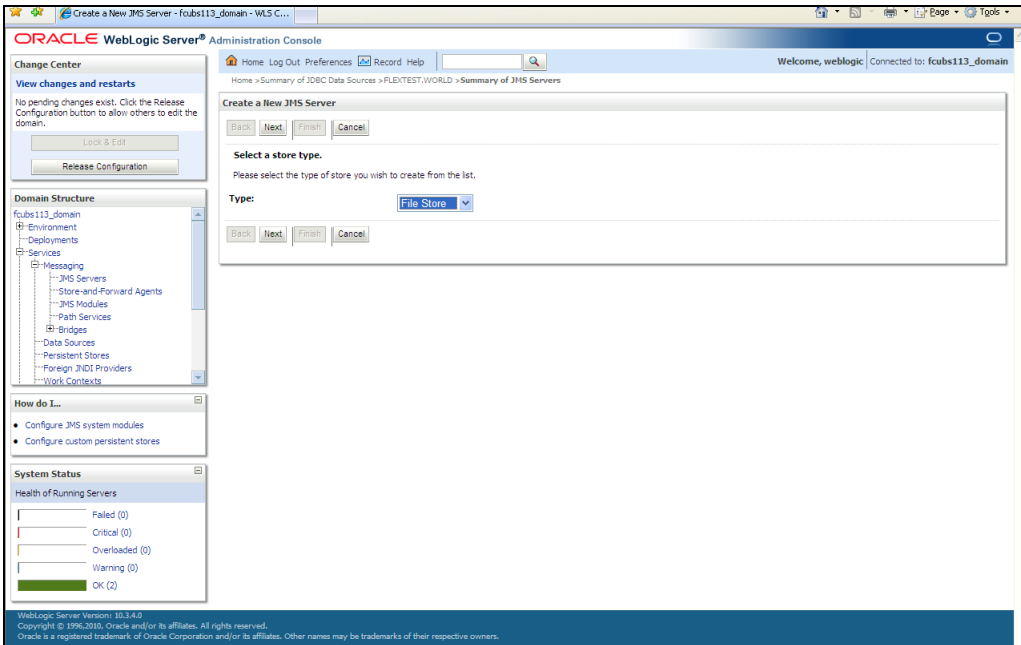 Create a New JMS Server - fcubs113_domain - WLS C...
Page
Tools
ORACLE WebLogic Server® Administration Console
Change Center
View changes and restarts
No pending changes exist. Click the Release
Configuration button to allow others to edit the
domain.
Lock & Edit
Release Configuration
Domain Structure
fcubs113_domain
Environment
Deployments
Services
Messaging
JMS Servers
Store-and-Forward Agents
JMS Modules
Path Services
Bridges
Data Sources
Persistent Stores
Foreign JNDI Providers
Work Contexts
How do I...
Configure JMS system modules
Configure custom persistent stores
System Status
Health of Running Servers
Failed (0)
Critical (0)
Overloaded (0)
Warning (0)
OK (2)
Home Log Out Preferences Record Help
Welcome, weblogic Connected to: fcubs113_domain
Home >Summary of JDBC Data Sources >FLEXTEST.WORLD >Summary of JMS Servers
Create a New JMS Server
Back Next Finish Cancel
Select a store type.
Please select the type of store you wish to create from the list.
Type: File Store
Back Next Finish Cancel
WebLogic Server Version: 10.3.4.0
Copyright © 1996,2010, Oracle and/or its affiliates. All rights reserved.
Oracle is a registered trademark of Oracle Corporation and/or its affiliates. Other names may be trademarks of their respective owners.